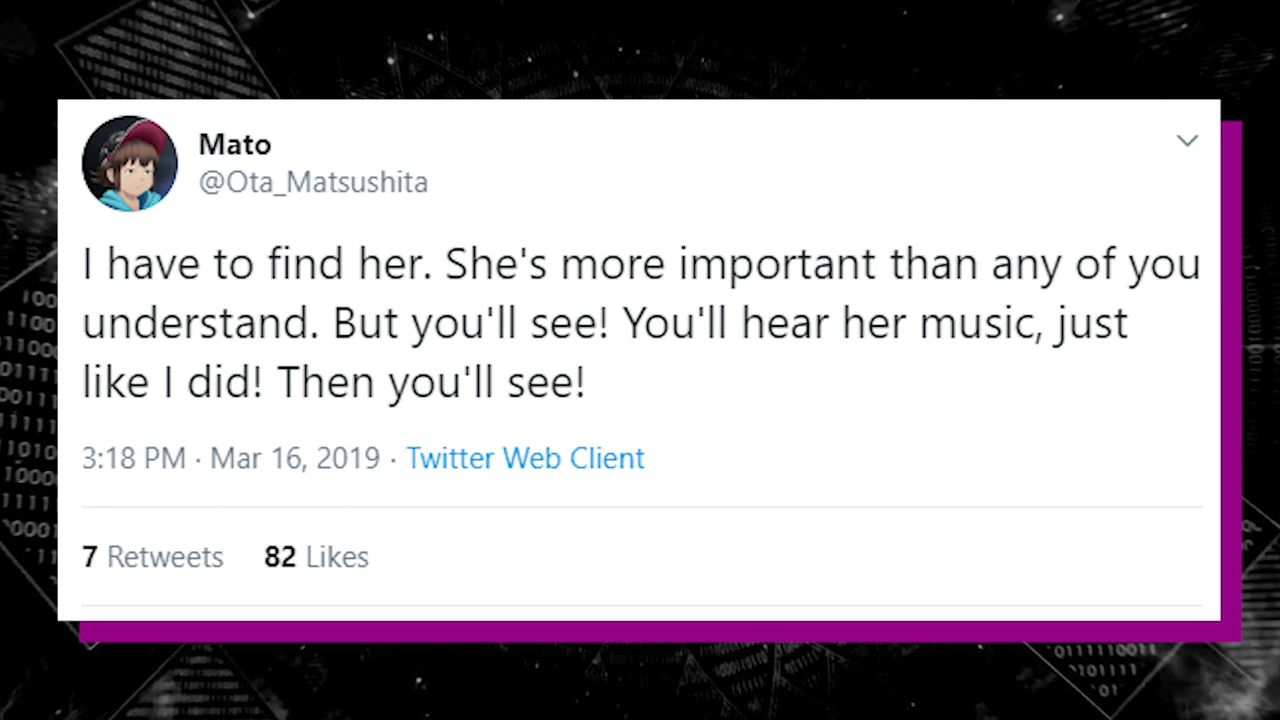 Mato
@Ota_Matsushita
I have to find her. She's more important than any of you
understand. But you'll see! You'll hear her music, just
like I did! Then you'll see!
3:18 PM · Mar 16, 2019 · Twitter Web Client
7 Retweets 82 Likes